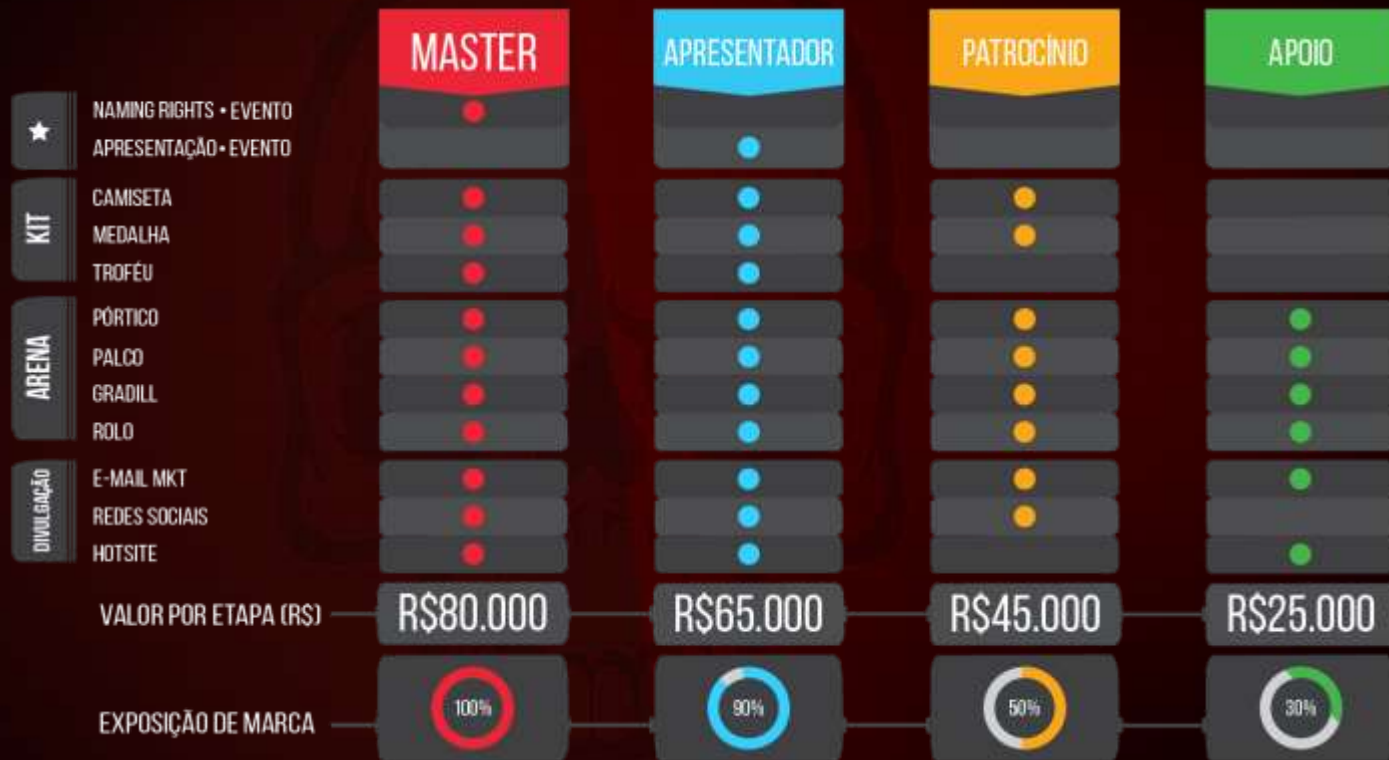 MASTER
APRESENTADOR
PATROCÍNIO
APOIO
NAMING RIGHTS • EVENTO
APRESENTAÇÃO • EVENTO
KIT
CAMISETA
MEDALHA
TROFÉU
ARENA
PÓRTICO
PALCO
GRADILL
ROLO
DIVULGAÇÃO
E-MAIL MKT
REDES SOCIAIS
HOTSITE
VALOR POR ETAPA (R$)
R$80.000
R$65.000
R$45.000
R$25.000
EXPOSIÇÃO DE MARCA
100%
90%
50%
30%